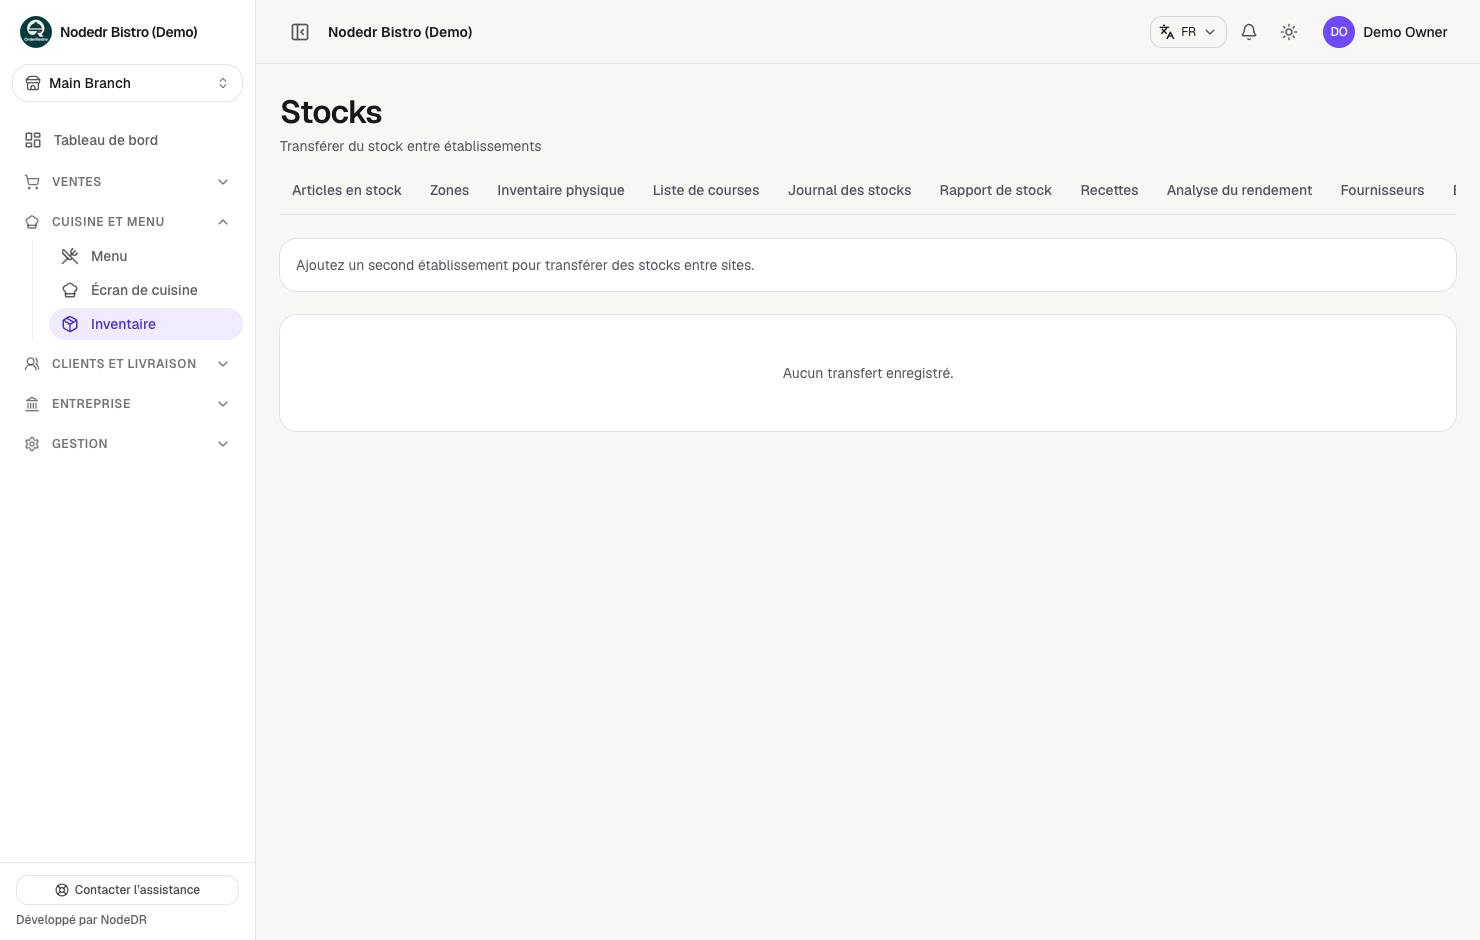 Nodedr Bistro (Demo)
Main Branch
Tableau de bord
VENTES
CUISINE ET MENU
Menu
Écran de cuisine
Inventaire
CLIENTS ET LIVRAISON
ENTREPRISE
GESTION
Contacter l'assistance
Développé par NodeDR
Nodedr Bistro (Demo)
FR
DO
Demo Owner
Stocks
Transférer du stock entre établissements
Articles en stock Zones Inventaire physique Liste de courses Journal des stocks Rapport de stock Recettes Analyse du rendement Fournisseurs
Ajoutez un second établissement pour transférer des stocks entre sites.
Aucun transfert enregistré.